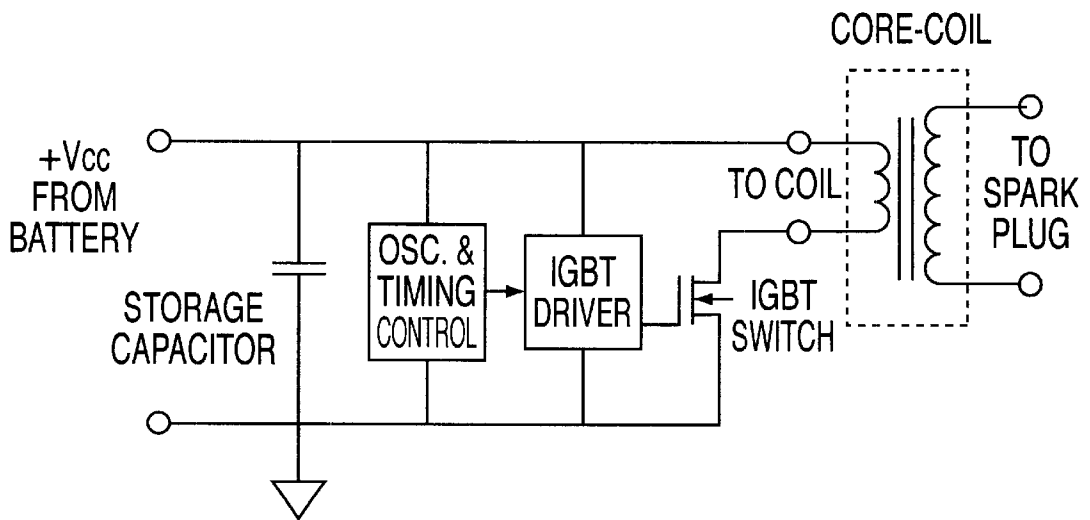 CORE-COIL
+Vcc
FROM
BATTERY
TO COIL
TO
SPARK
PLUG
OSC. &
TIMING
CONTROL
IGBT
DRIVER
IGBT
SWITCH
STORAGE
CAPACITOR